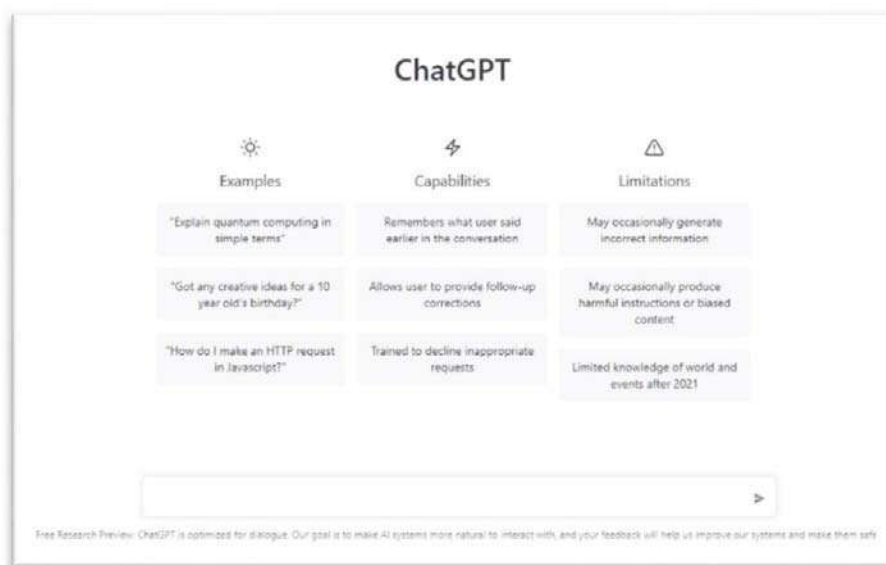 ChatGPT
Examples
Capabilities
Limitations
"Explain quantum computing in
simple terms"
Remembers what user said
earlier in the conversation
May occasionally generate
incorrect information
"Got any creative ideas for a 10
year old's birthday?"
Allows user to provide follow-up
corrections
May occasionally produce
harmful instructions or biased
content
"How do I make an HTTP request
in Javascript?"
Trained to decline inappropriate
requests
Limited knowledge of world and
events after 2021
Free Research Preview: ChatGPT is optimized for dialogue. Our goal is to make AI systems more natural to interact with, and your feedback will help us improve our systems and make them safe